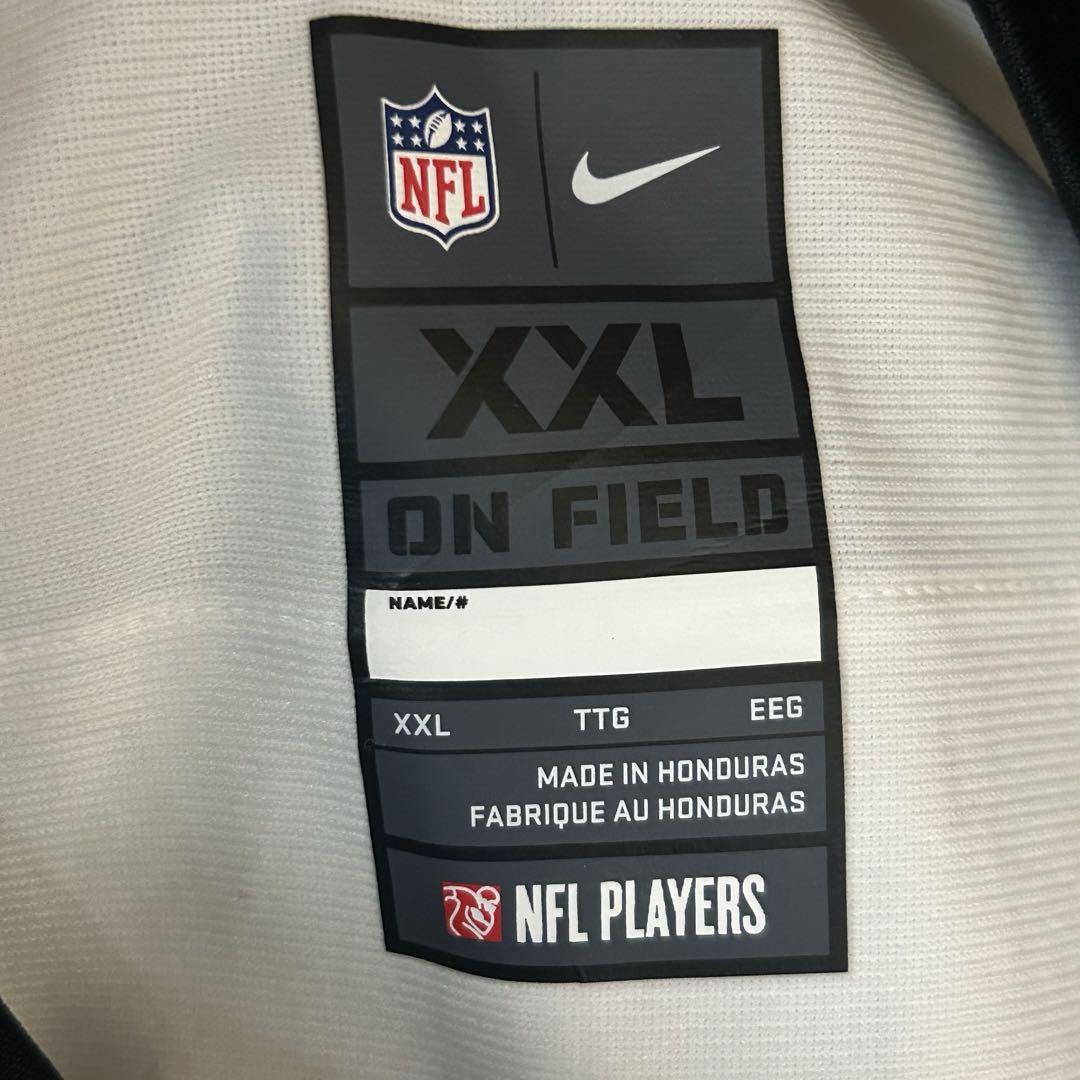 NFL
XXL
ON FIELD
NAME/#
XXL TTG EEG
MADE IN HONDURAS
FABRIQUE AU HONDURAS
NFL PLAYERS